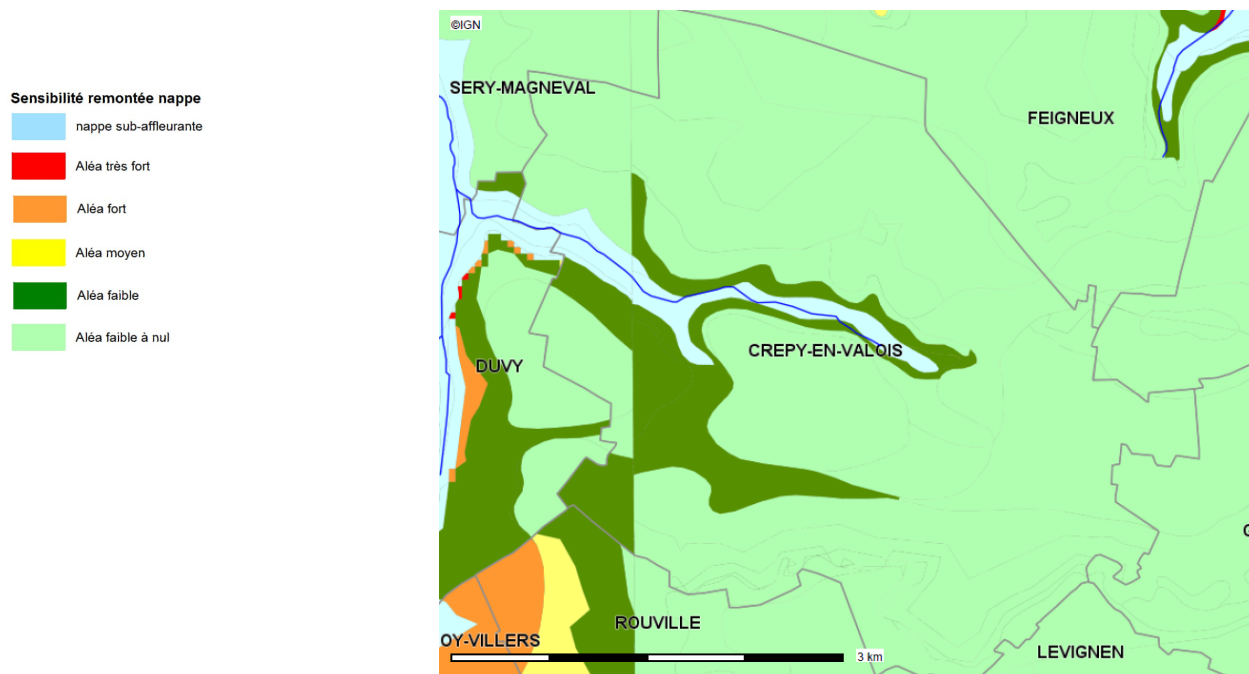 Sensibilité remontée nappe
nappe sub-affleurante
Aléa très fort
Aléa fort
Aléa moyen
Aléa faible
Aléa faible à nul
©IGN
SERY-MAGNEVAL
FEIGNEUX
CREPY-EN-VALOIS
DUVY
ROUVILLE
OY-VILLERS
LEVIGNEN
3 km